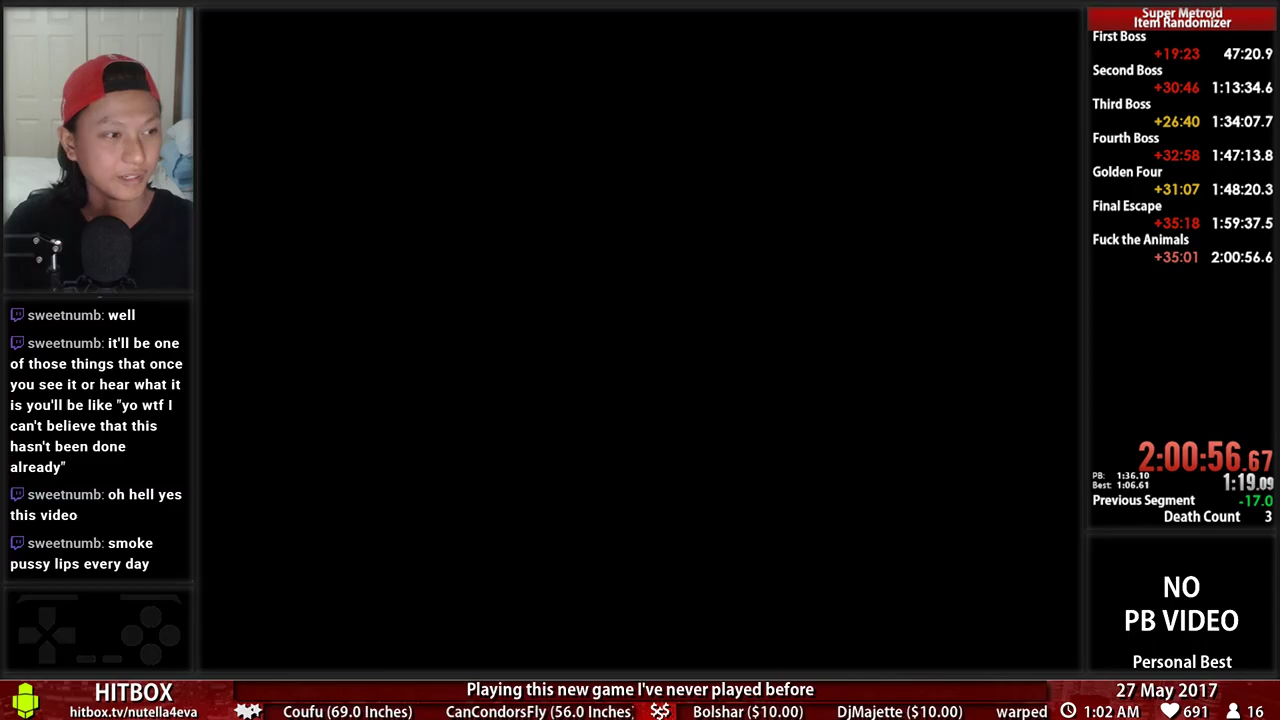 sweetnumb: well
sweetnumb: it'll be one
of those things that once
you see it or hear what it
is you'll be like "yo wtf I
can't believe that this
hasn't been done
already"
sweetnumb: oh hell yes
this video
sweetnumb: smoke
pussy lips every day
Super Metroid
Item Randomizer
First Boss
+19:23 47:20.9
Second Boss
+30:46 1:13:34.6
Third Boss
+26:40 1:34:07.7
Fourth Boss
+32:58 1:47:13.8
Golden Four
+31:07 1:48:20.3
Final Escape
+35:18 1:59:37.5
Fuck the Animals
+35:01 2:00:56.6
2:00:56.67
PB: 1:36.10
Best: 1:06.61
1:19.09
Previous Segment -17.0
Death Count 3
NO
PB VIDEO
Personal Best
HITBOX
hitbox.tv/nutella4eva
Playing this new game I've never played before
Coufu (69.0 Inches) CanCondorsFly (56.0 Inches) $$ Bolshar ($10.00) DjMajette ($10.00) warped
27 May 2017
1:02 AM 691 16